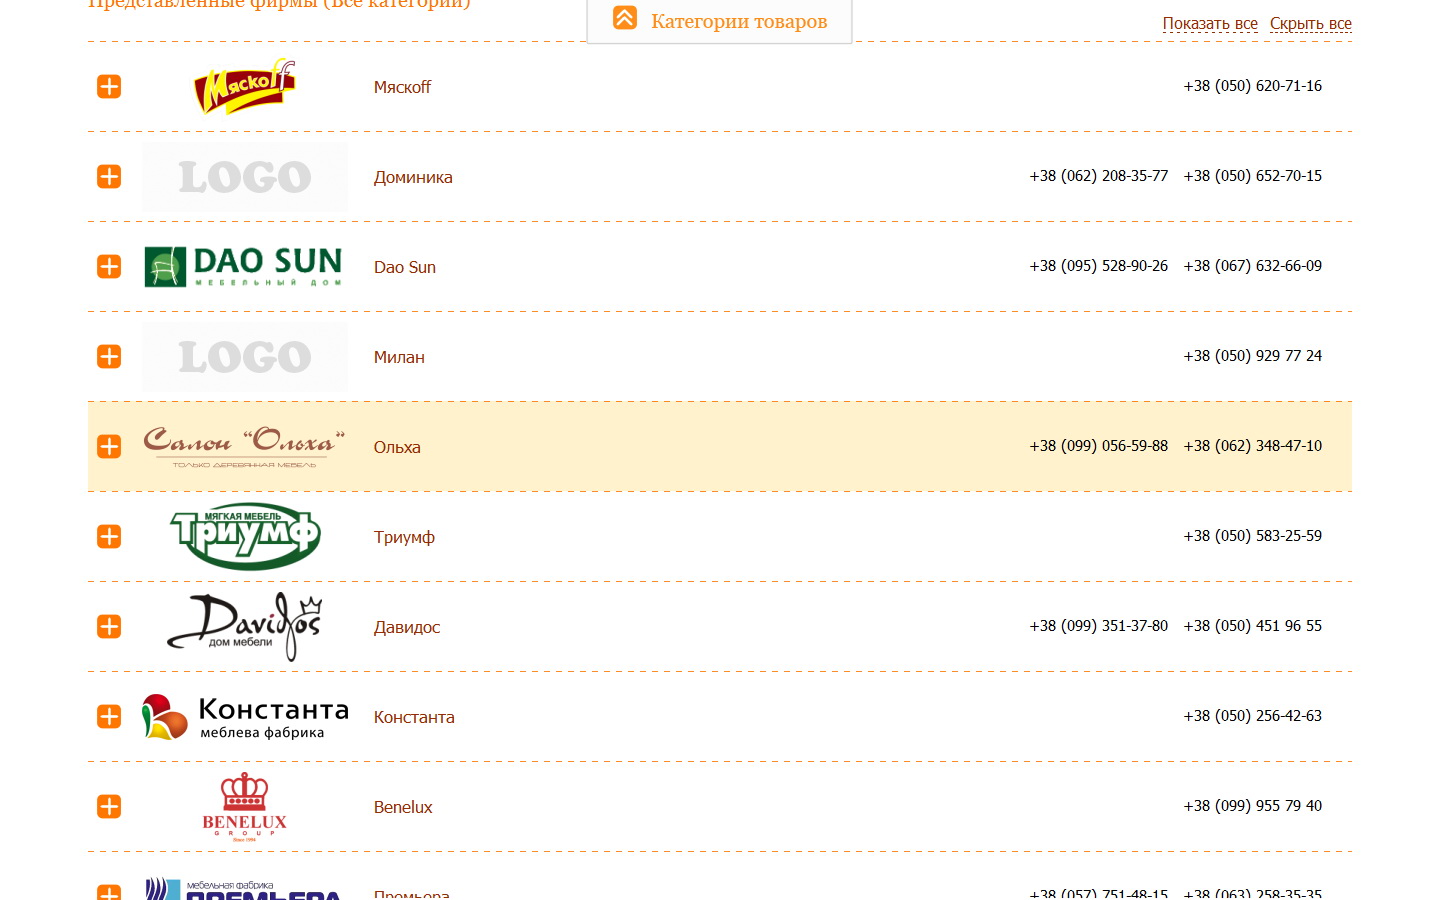 Представленные фирмы (Все категории)
Категории товаров
Показать все Скрыть все
Мяскоff
Мяскоff
+38 (050) 620-71-16
LOGO
Доминика
+38 (062) 208-35-77 +38 (050) 652-70-15
DAO SUN
МЕБЕЛЬНЫЙ ДОМ
Dao Sun
+38 (095) 528-90-26 +38 (067) 632-66-09
LOGO
Милан
+38 (050) 929 77 24
Салон "Ольха"
ТОЛЬКО ДЕРЕВЯННАЯ МЕБЕЛЬ
Ольха
+38 (099) 056-59-88 +38 (062) 348-47-10
МЯГКАЯ МЕБЕЛЬ
Триумф
Триумф
+38 (050) 583-25-59
Davidos
дом мебели
Давидос
+38 (099) 351-37-80 +38 (050) 451 96 55
Константа
меблева фабрика
Константа
+38 (050) 256-42-63
BENELUX
GROUP
Since 1994
Benelux
+38 (099) 955 79 40
мебельная фабрика
ПРЕМЬЕРА
Премьера
+38 (057) 751-48-15 +38 (063) 258-35-35